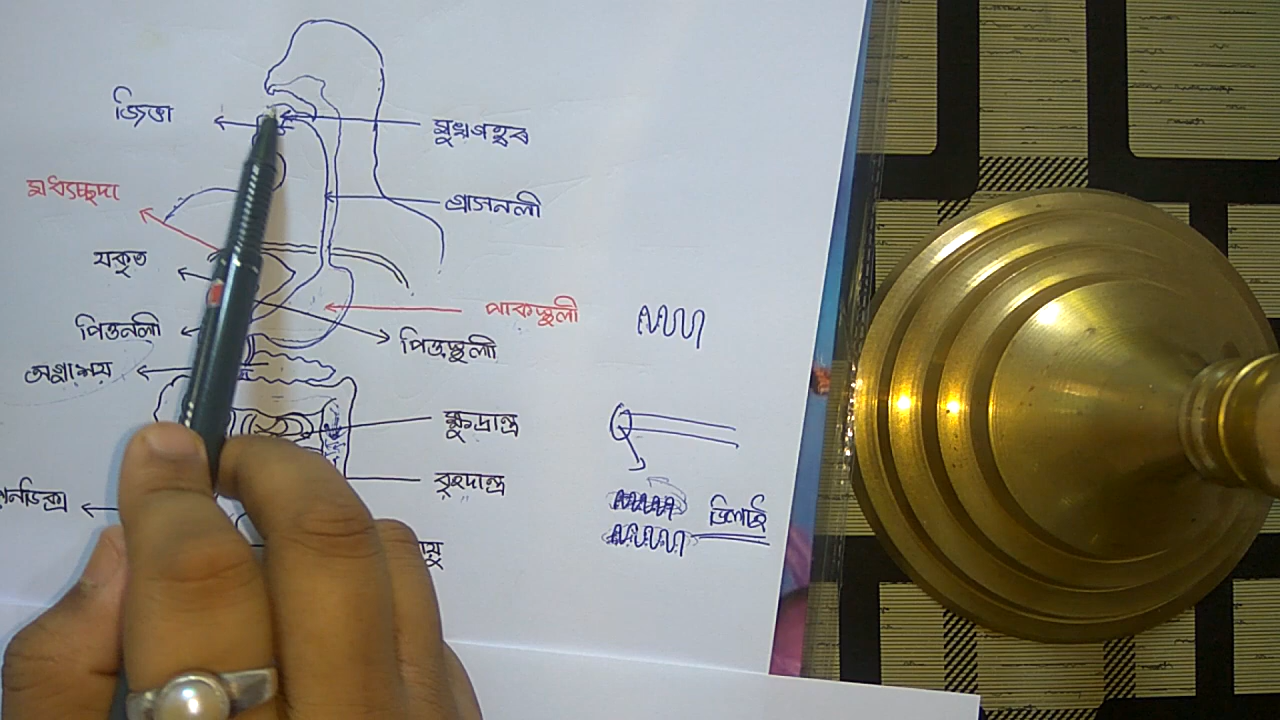 জিভা
মুখগহ্বৰ
মধ্যচ্ছদা
গ্ৰাসনলী
যকৃত
পাকস্থলী
পিত্তনলী
পিত্তস্থলী
অগ্ন্যাশয়
ক্ষুদ্ৰান্ত্ৰ
বৃহদান্ত্ৰ
ভিলাই